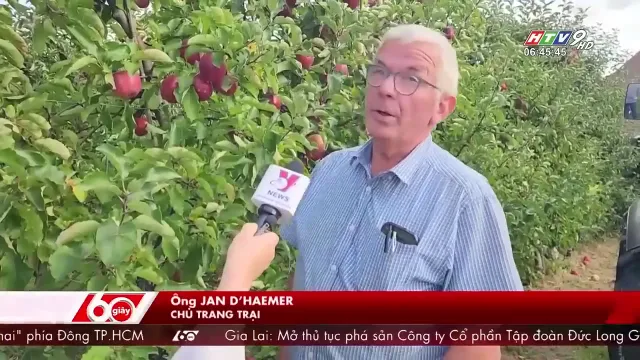 HTV9 HD
06:45:45
NEWS
60 giây
Ông JAN D'HAEMER
CHỦ TRANG TRẠI
nai" phía Đông TP.HCM
Gia Lai: Mở thủ tục phá sản Công ty Cổ phần Tập đoàn Đức Long G